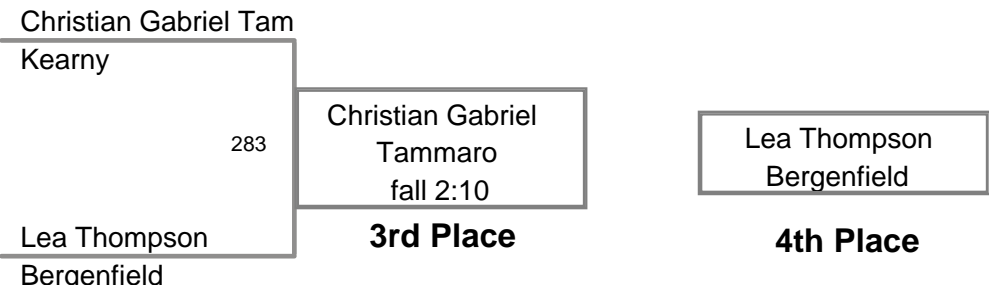 Christian Gabriel Tam
Kearny
283
Lea Thompson
Bergenfield
Christian Gabriel
Tammaro
fall 2:10
3rd Place
Lea Thompson
Bergenfield
4th Place